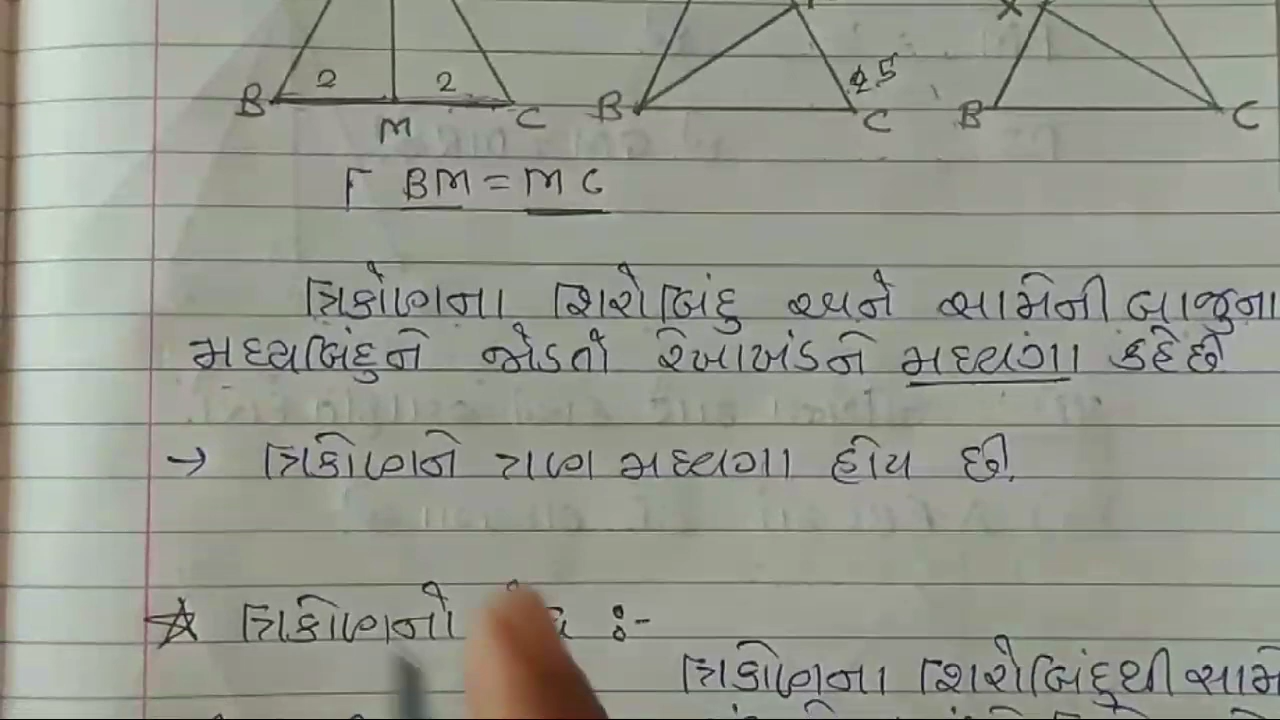 X
2 2 2.5
B M C B C B C
Γ BM = MC
ત્રિકોણના શિરોબિંદુ અને સામેની બાજુના
મધ્યબિંદુને જોડતાં રેખાખંડને મધ્યગા કહે છે
→ ત્રિકોણને ત્રણ મધ્યગા હોય છે.
☆ ત્રિકોણનો :-
ત્રિકોણના શિરોબિંદુથી સામે